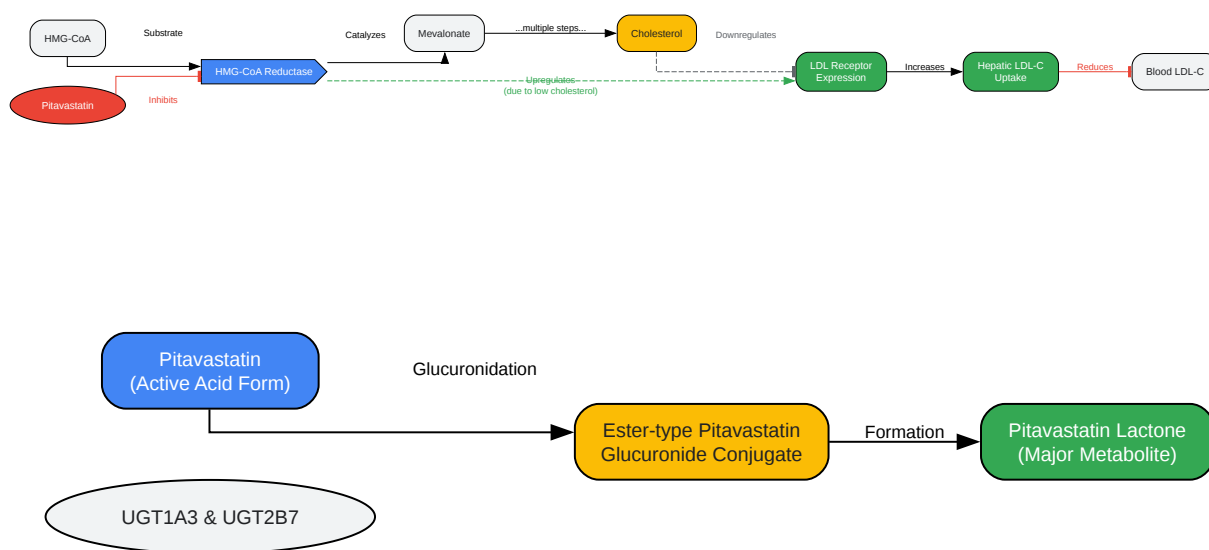 HMG-CoA
Substrate
Pitavastatin
Inhibits
HMG-CoA Reductase
Catalyzes
Mevalonate
...multiple steps...
Cholesterol
Downregulates
Upregulates
(due to low cholesterol)
LDL Receptor
Expression
Increases
Hepatic LDL-C
Uptake
Reduces
Blood LDL-C
Pitavastatin
(Active Acid Form)
Glucuronidation
Ester-type Pitavastatin
Glucuronide Conjugate
Formation
Pitavastatin Lactone
(Major Metabolite)
UGT1A3 & UGT2B7